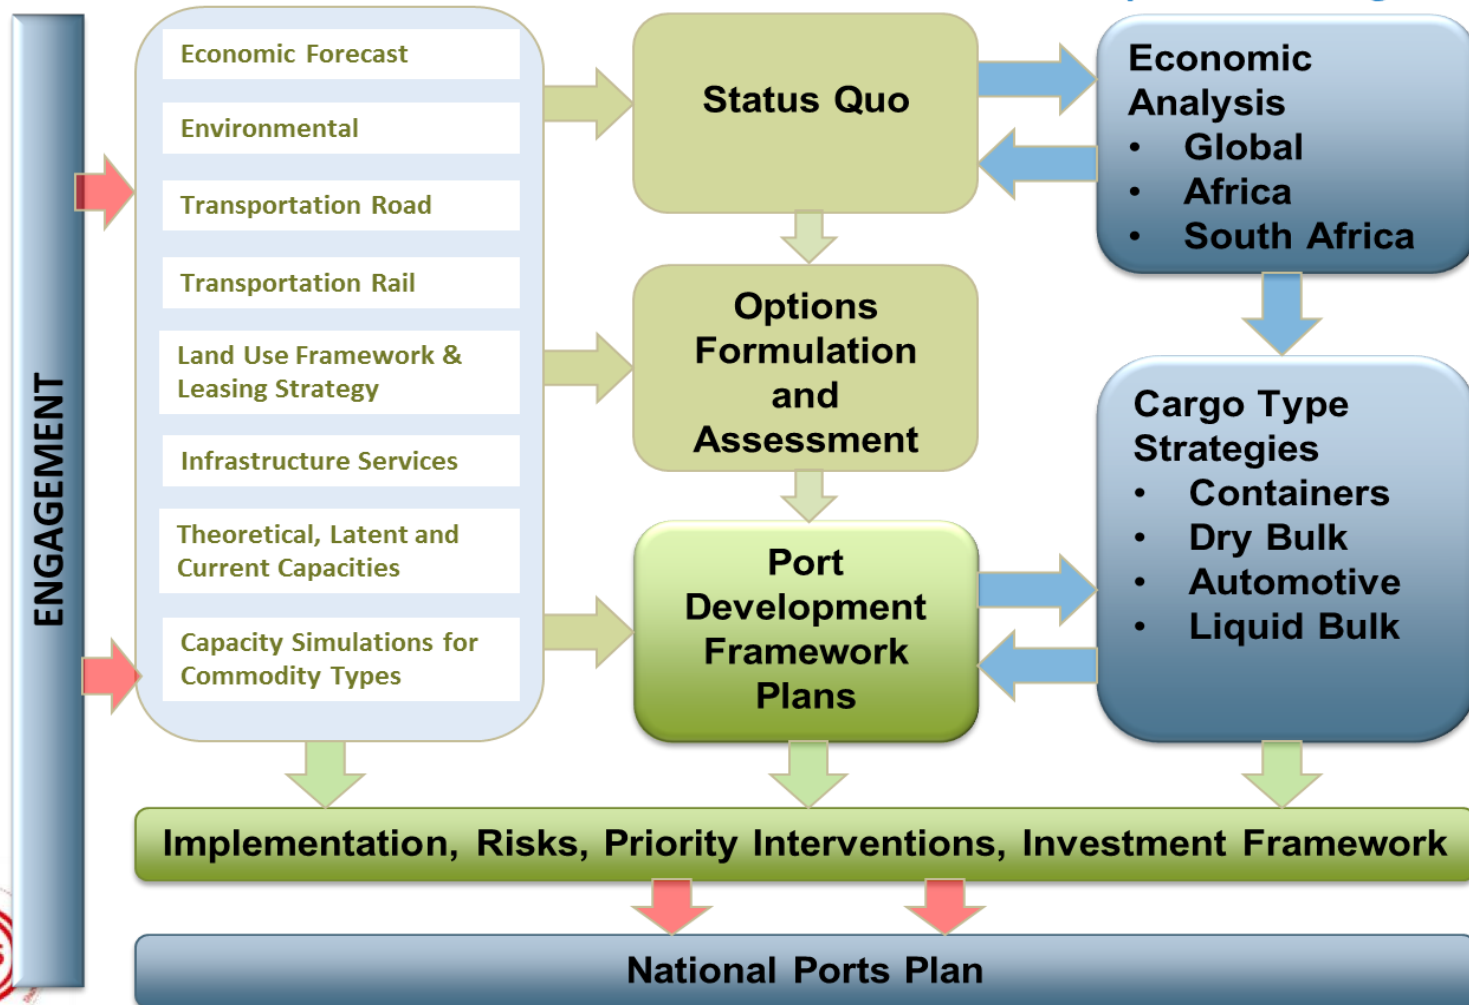 ENGAGEMENT
Economic Forecast
Environmental
Transportation Road
Transportation Rail
Land Use Framework &
Leasing Strategy
Infrastructure Services
Theoretical, Latent and
Current Capacities
Capacity Simulations for
Commodity Types
Status Quo
Options
Formulation
and
Assessment
Port
Development
Framework
Plans
Economic
Analysis
• Global
• Africa
• South Africa
Cargo Type
Strategies
• Containers
• Dry Bulk
• Automotive
• Liquid Bulk
Implementation, Risks, Priority Interventions, Investment Framework
National Ports Plan